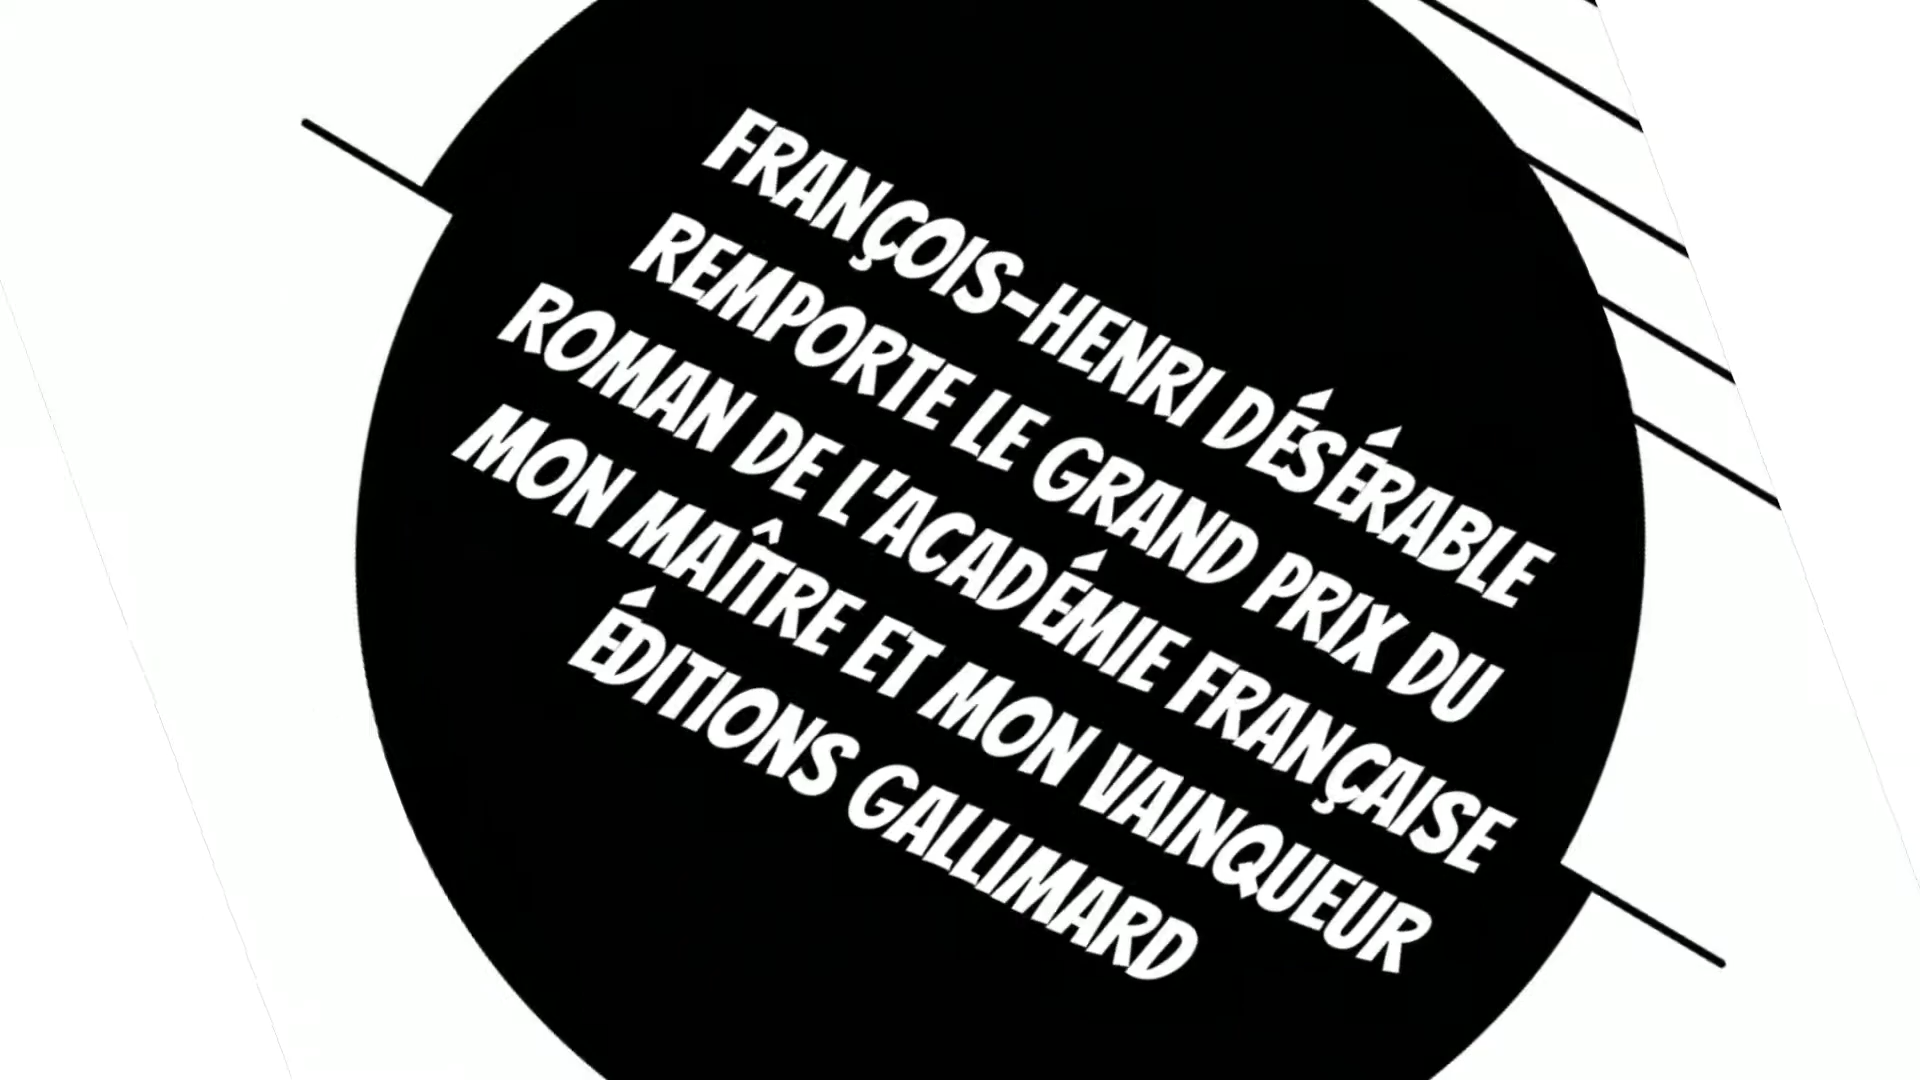 FRANÇOIS-HENRI DÉSÉRABLE
REMPORTE LE GRAND PRIX DU
ROMAN DE L'ACADÉMIE FRANÇAISE
MON MAÎTRE ET MON VAINQUEUR
ÉDITIONS GALLIMARD